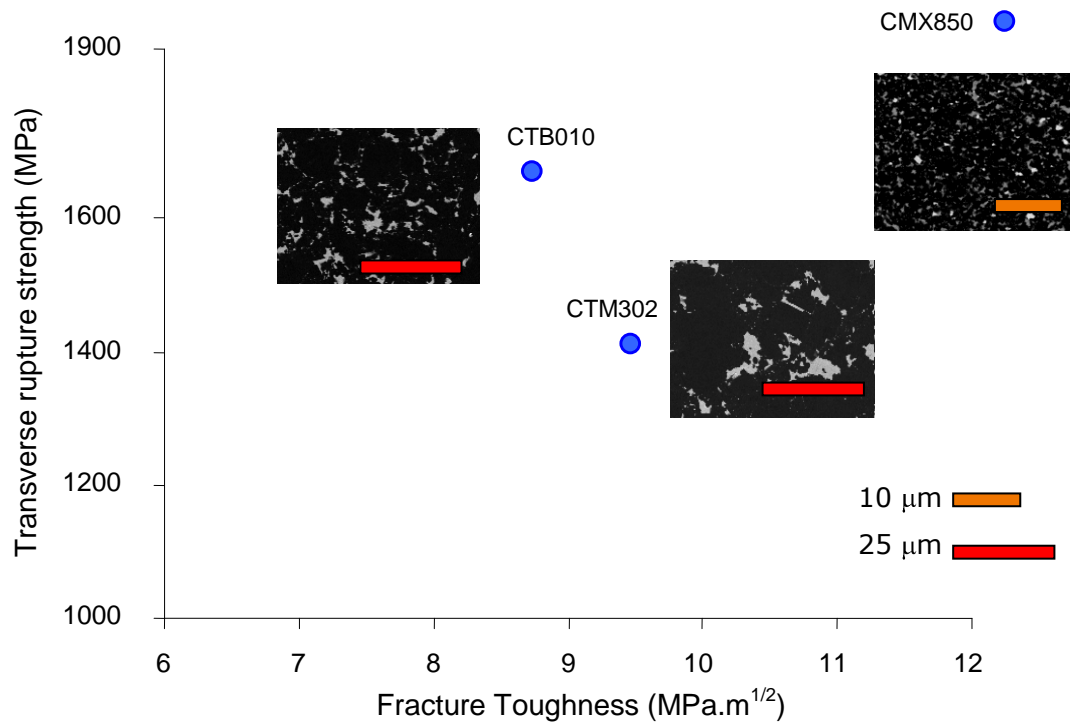 CMX850
1900
CTB010
1600
CTM302
1400
1200
10 μm
25 μm
1000
6 7 8 9 10 11 12
Transverse rupture strength (MPa)
Fracture Toughness (MPa.m^1/2)